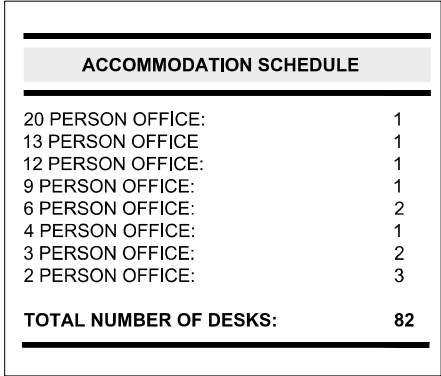 ACCOMMODATION SCHEDULE
20 PERSON OFFICE: 1
13 PERSON OFFICE 1
12 PERSON OFFICE: 1
9 PERSON OFFICE: 1
6 PERSON OFFICE: 2
4 PERSON OFFICE: 1
3 PERSON OFFICE: 2
2 PERSON OFFICE: 3
TOTAL NUMBER OF DESKS: 82